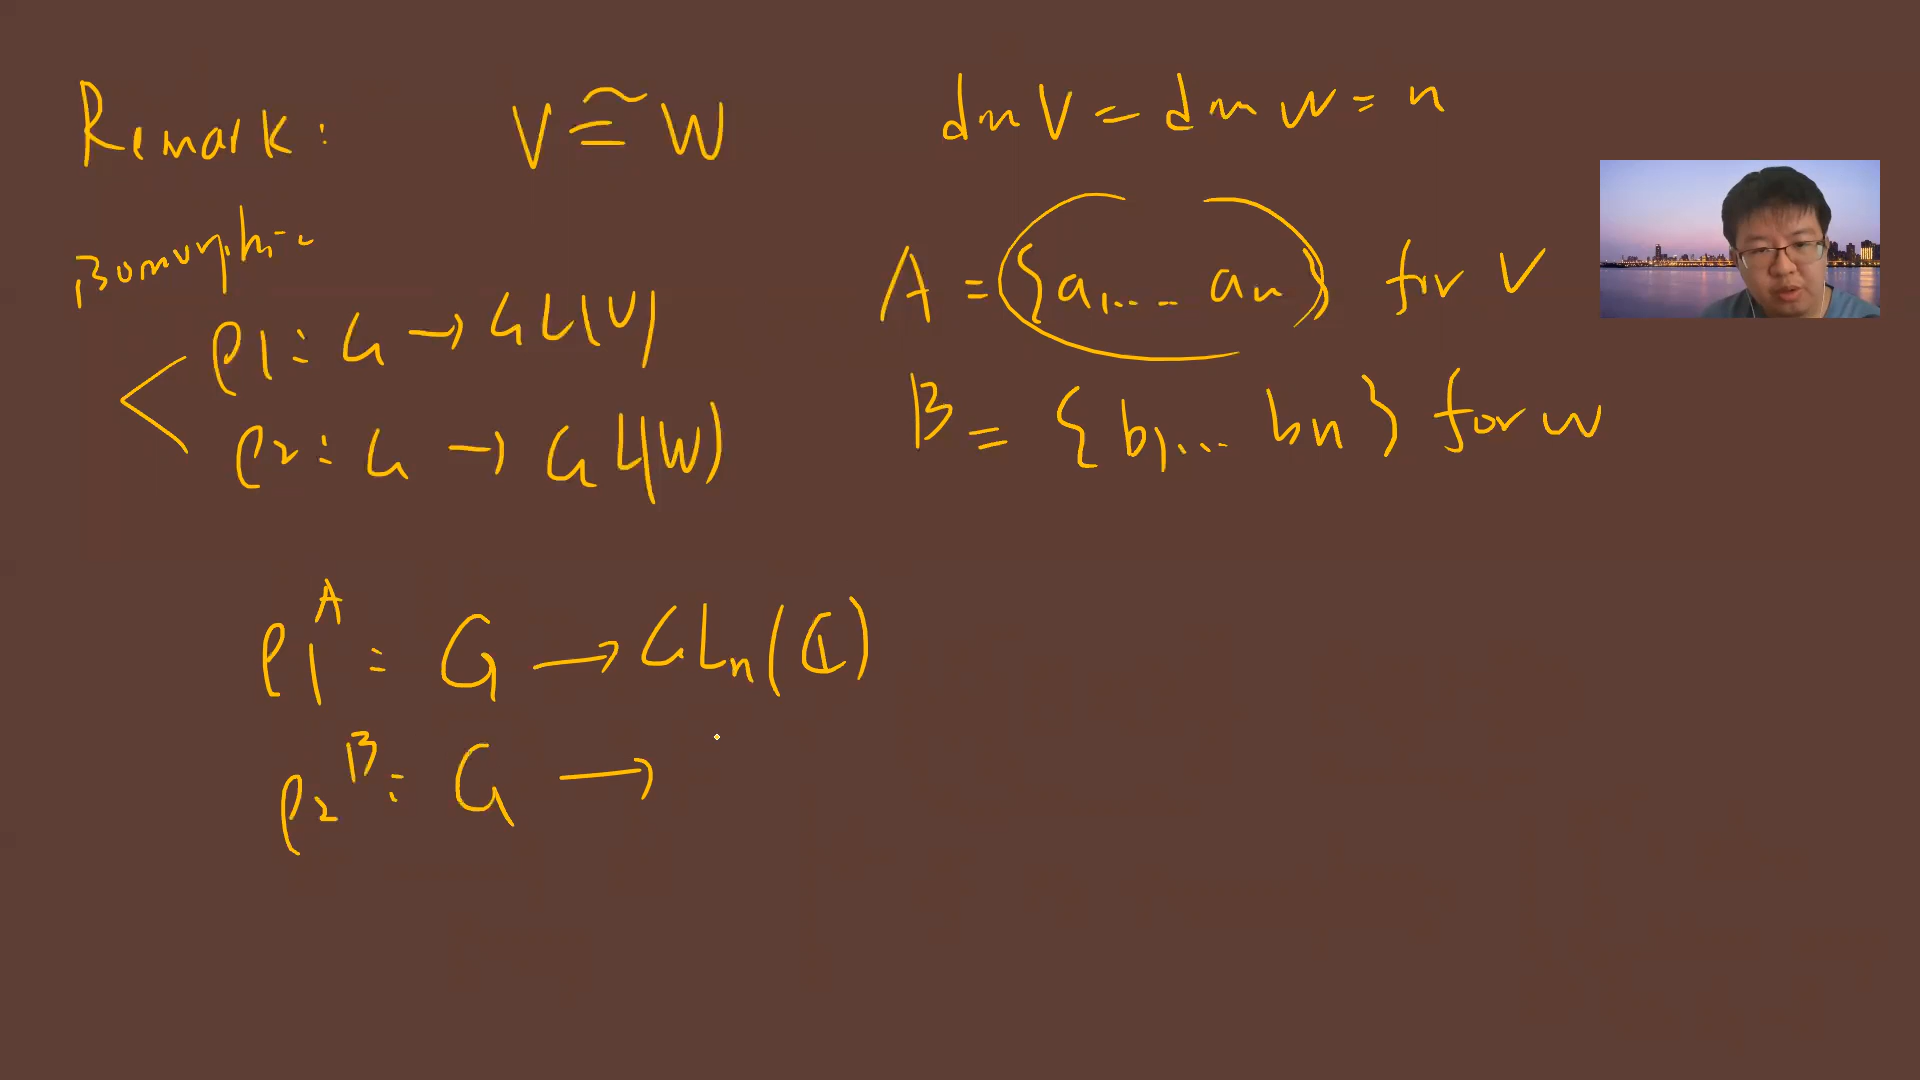 Remark: V ≅ W dim V = dim W = n
Isomorphic
ρ1 : G → GL(V) A = {a1, ... an} for V
ρ2 : G → GL(W) B = {b1, ... bn} for W
ρ1^A : G → GLn(ℂ)
ρ2^B : G →